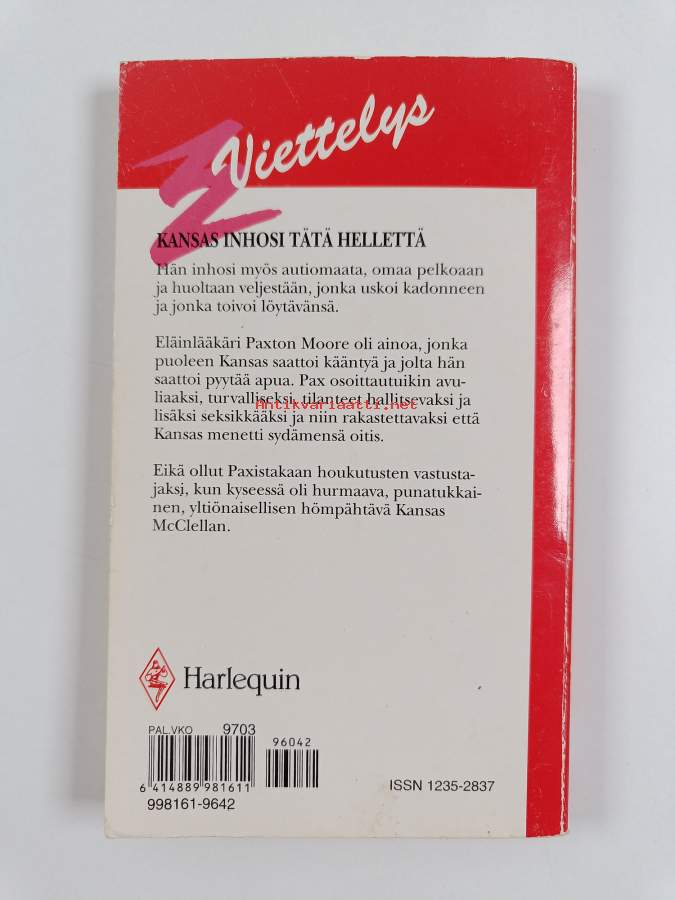 Viettelys
KANSAS INHOSI TÄTÄ HELLETTÄ
Hän inhosi myös autiomaata, omaa pelkoaan
ja huoltaan veljestään, jonka uskoi kadonneen
ja jonka toivoi löytävänsä.
Eläinlääkäri Paxton Moore oli ainoa, jonka
puoleen Kansas saattoi kääntyä ja jolta hän
saattoi pyytää apua. Pax osoittautuikin avu-
liaaksi, turvalliseksi, tilanteet hallitsevaksi ja
Antikvariaatti.net
lisäksi seksikkääksi ja niin rakastettavaksi että
Kansas menetti sydämensä oitis.
Eikä ollut Paxistakaan houkutusten vastusta-
jaksi, kun kyseessä oli hurmaava, punatukkai-
nen, yltiönaisellisen hömpähtävä Kansas
McClellan.
Harlequin
PAL.VKO 9703
96042
6 414889 981611
998161-9642
ISSN 1235-2837